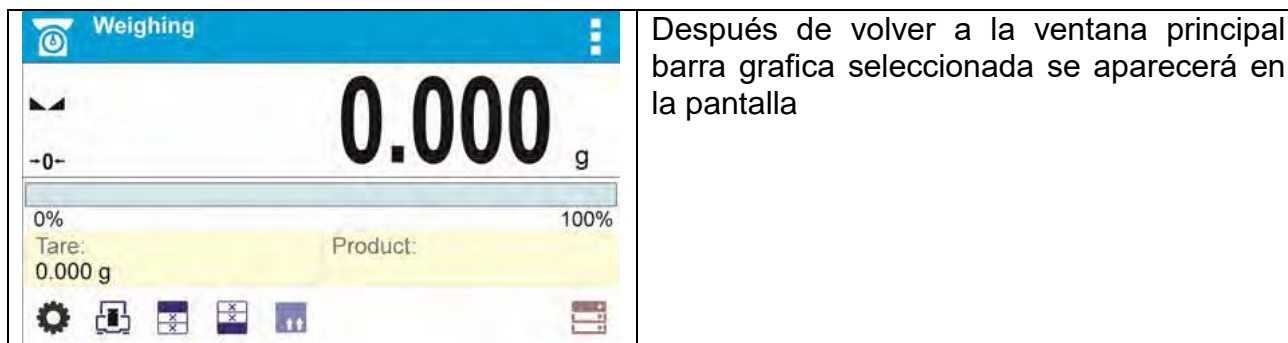 Weighing
0.000 g
→0←
0% 100%
Tare: Product:
0.000 g
Después de volver a la ventana principal
barra grafica seleccionada se aparecerá en
la pantalla